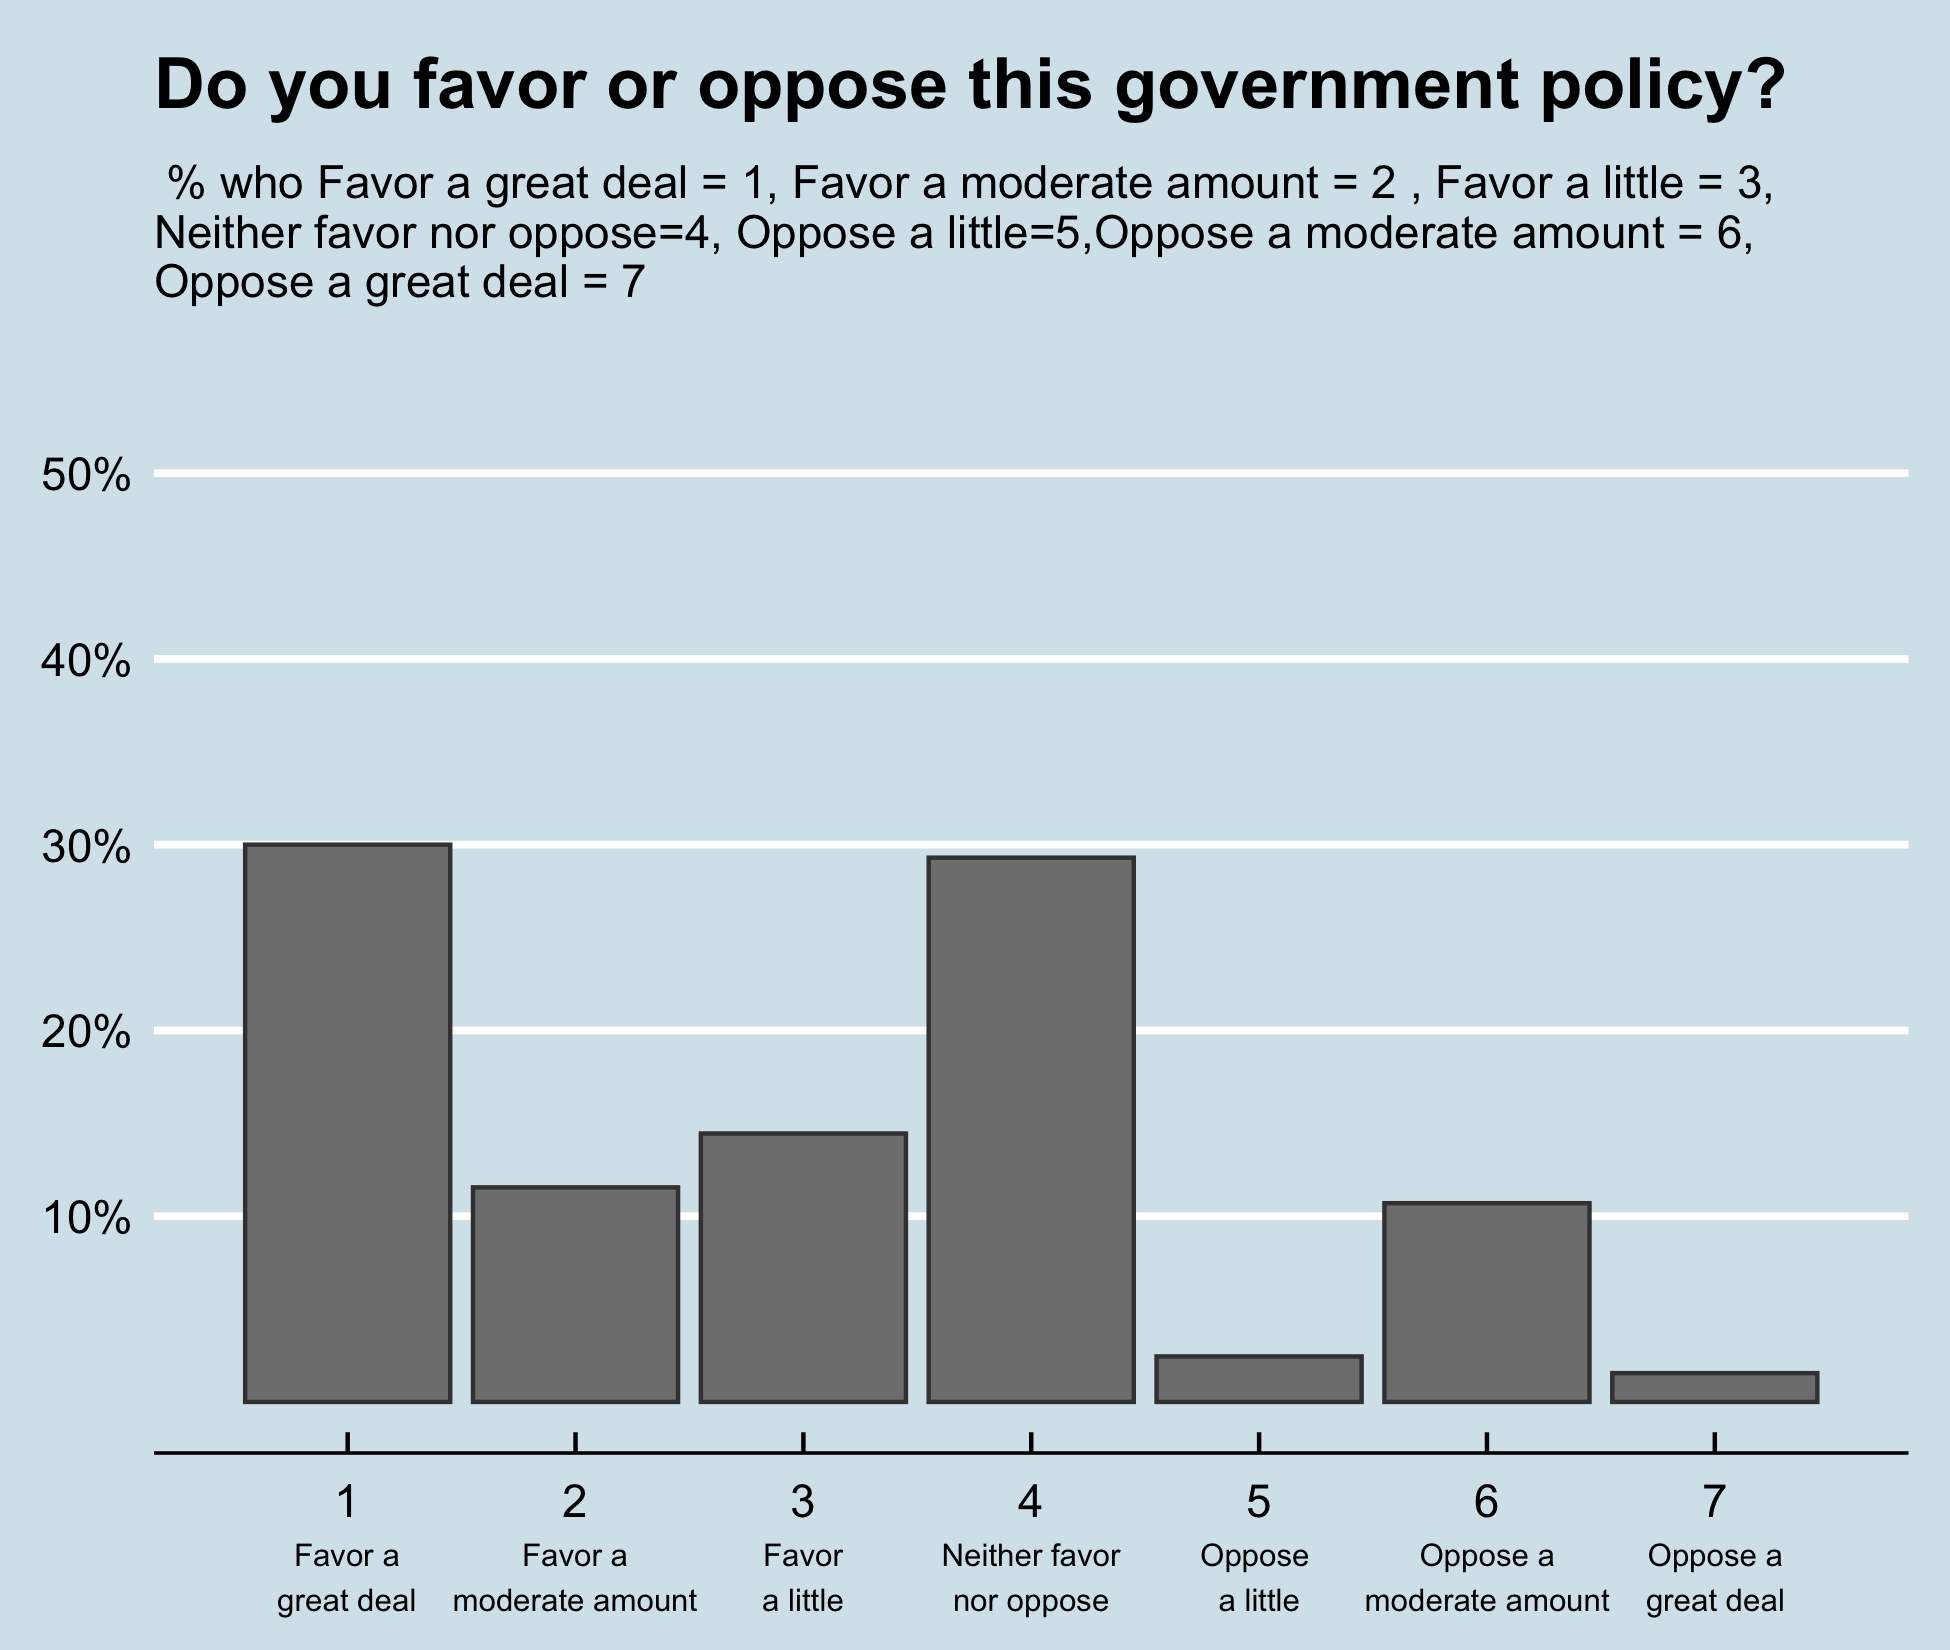 Do you favor or oppose this government policy?
% who Favor a great deal = 1, Favor a moderate amount = 2 , Favor a little = 3,
Neither favor nor oppose=4, Oppose a little=5,Oppose a moderate amount = 6,
Oppose a great deal = 7
50%
40%
30%
20%
10%
1 2 3 4 5 6 7
Favor a Favor a Favor Neither favor Oppose Oppose a Oppose a
great deal moderate amount a little nor oppose a little moderate amount great deal